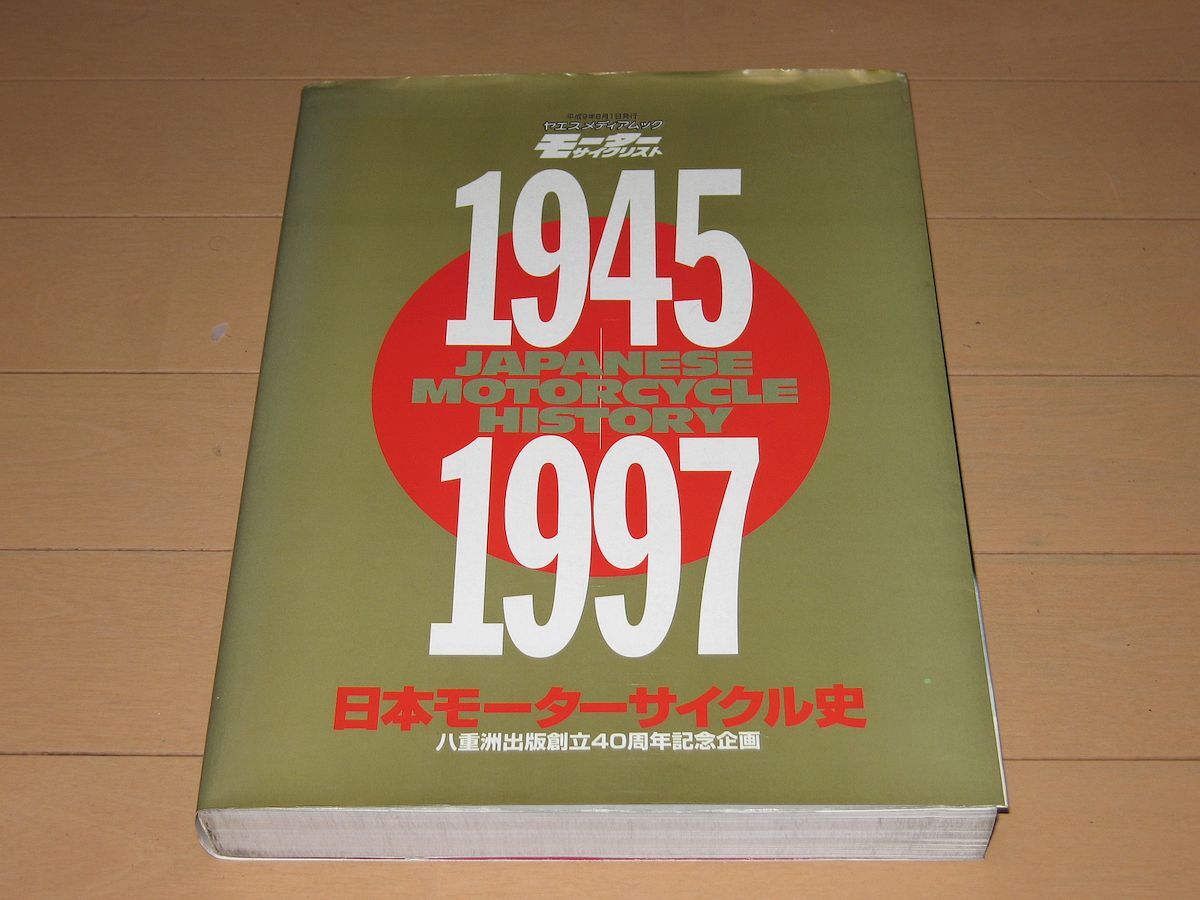 平成9年8月1日発行
ヤエスメディアムック
モーター
サイクリスト
1945
JAPANESE
MOTORCYCLE
HISTORY
1997
日本モーターサイクル史
八重洲出版創立40周年記念企画